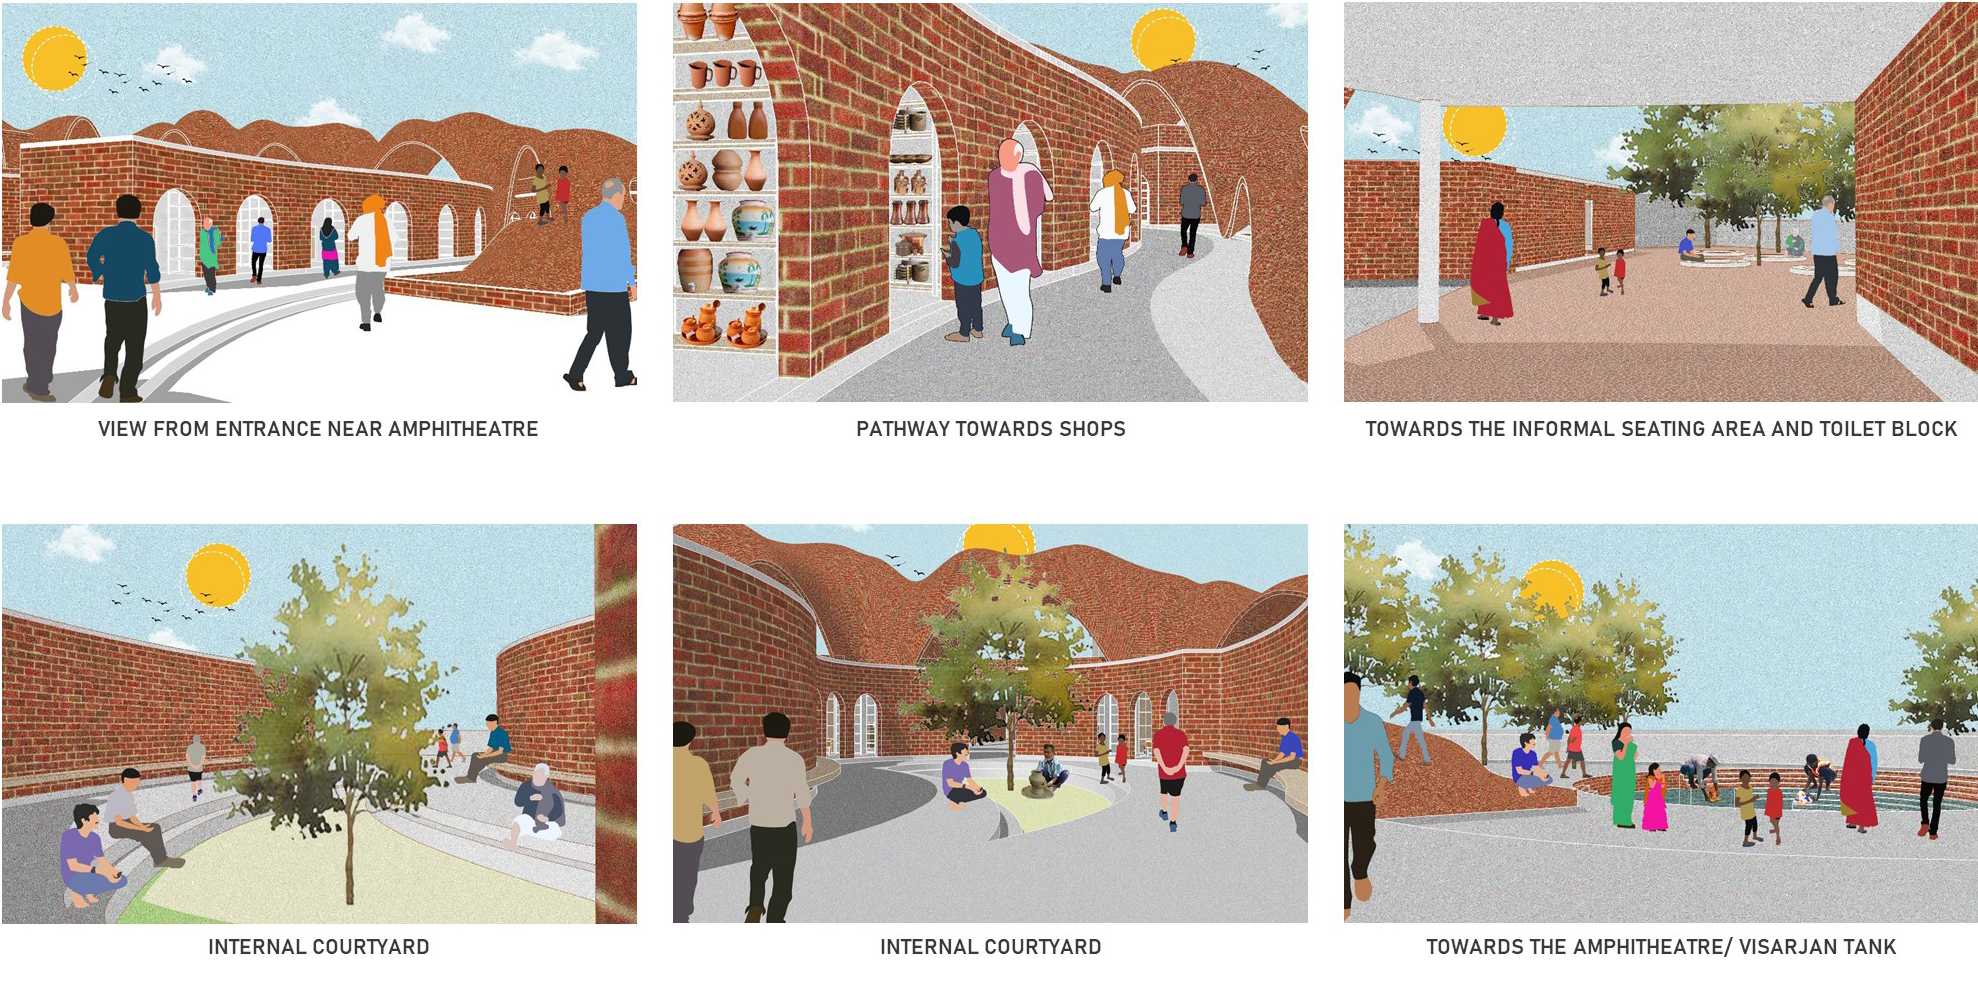 VIEW FROM ENTRANCE NEAR AMPHITHEATRE
PATHWAY TOWARDS SHOPS
TOWARDS THE INFORMAL SEATING AREA AND TOILET BLOCK
INTERNAL COURTYARD
INTERNAL COURTYARD
TOWARDS THE AMPHITHEATRE/ VISARJAN TANK